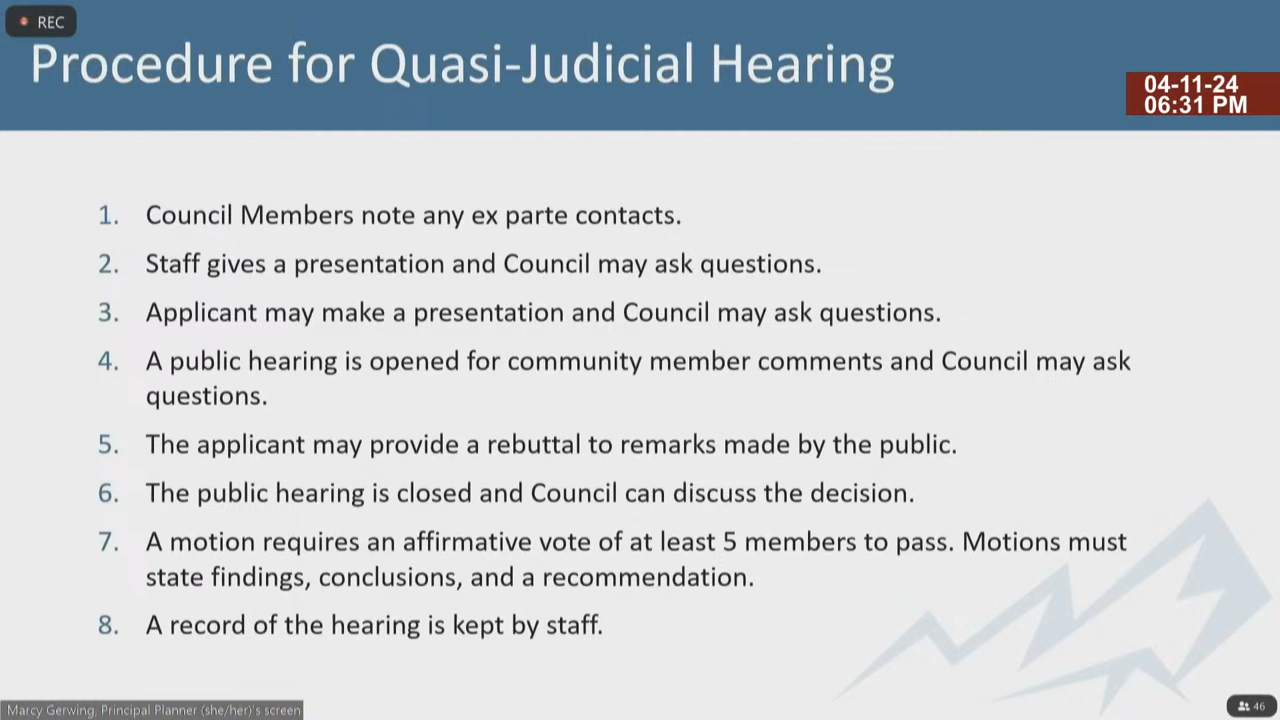 REC
Procedure for Quasi-Judicial Hearing
04-11-24
06:31 PM
1. Council Members note any ex parte contacts.
2. Staff gives a presentation and Council may ask questions.
3. Applicant may make a presentation and Council may ask questions.
4. A public hearing is opened for community member comments and Council may ask
questions.
5. The applicant may provide a rebuttal to remarks made by the public.
6. The public hearing is closed and Council can discuss the decision.
7. A motion requires an affirmative vote of at least 5 members to pass. Motions must
state findings, conclusions, and a recommendation.
8. A record of the hearing is kept by staff.
Marcy Gerwing, Principal Planner (she/her)'s screen
46